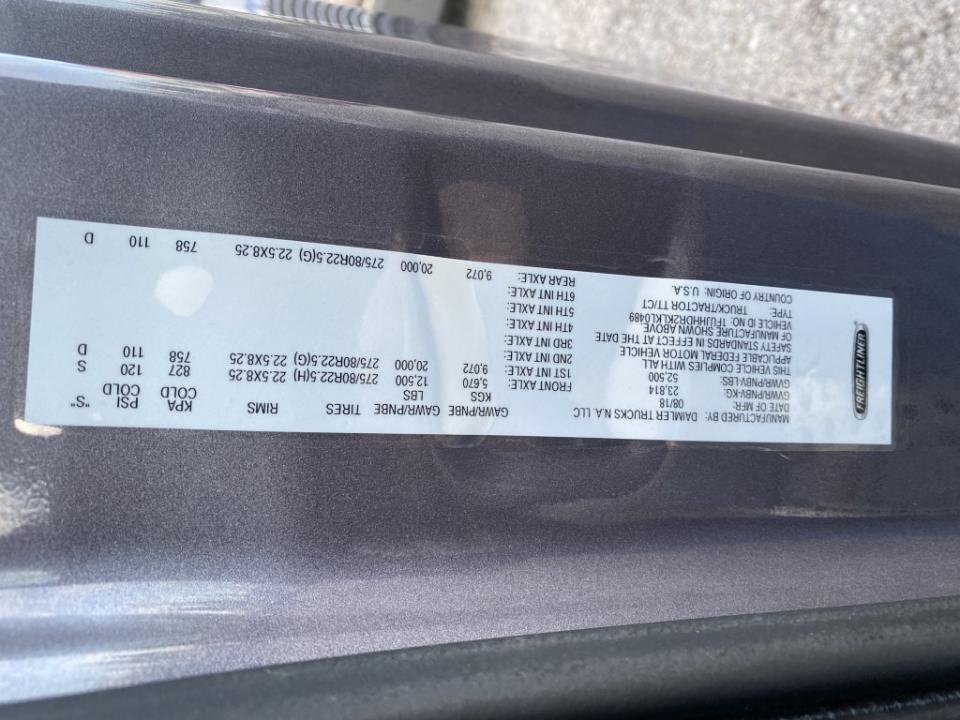 FREIGHTLINER
MANUFACTURED BY: DAIMLER TRUCKS N.A. LLC
DATE OF MFR: 08/18
GVWR/PNBV-KG: 23,814
GVWR/PNBV-LBS: 52,500
THIS VEHICLE COMPLIES WITH ALL
APPLICABLE FEDERAL MOTOR VEHICLE
SAFETY STANDARDS IN EFFECT AT THE DATE
OF MANUFACTURE SHOWN ABOVE
VEHICLE ID NO: 1FUJHHDR2KLKL0489
TYPE: TRUCK/TRACTOR TT/CT
COUNTRY OF ORIGIN: U.S.A.
GAWR/PNBE KGS GAWR/PNBE LBS TIRES RIMS KPA COLD PSI COLD "S"
FRONT AXLE: 5,670 12,500 275/80R22.5(H) 22.5X8.25 827 120 S
1ST INT AXLE: 9,072 20,000 275/80R22.5(G) 22.5X8.25 758 110 D
2ND INT AXLE:
3RD INT AXLE:
4TH INT AXLE:
5TH INT AXLE:
6TH INT AXLE:
REAR AXLE: 9,072 20,000 275/80R22.5(G) 22.5X8.25 758 110 D